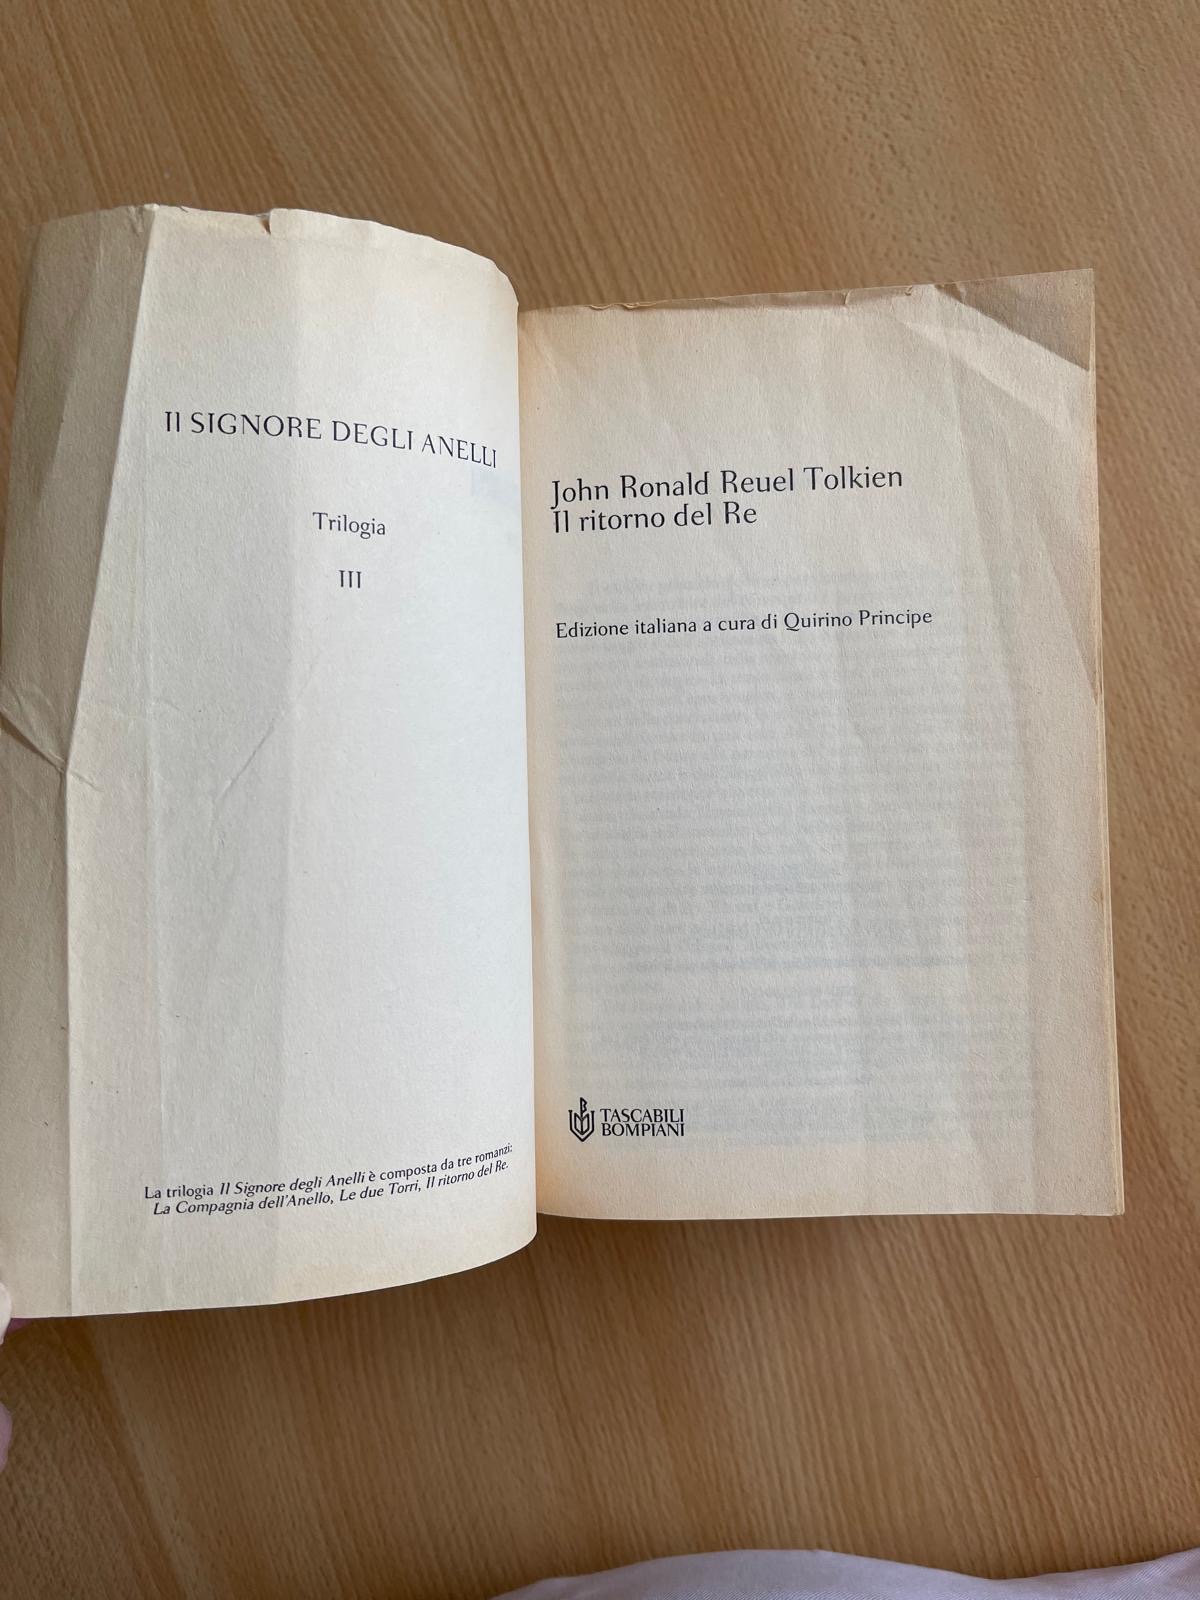 Il SIGNORE DEGLI ANELLI
Trilogia
III
La trilogia Il Signore degli Anelli è composta da tre romanzi:
La Compagnia dell'Anello, Le due Torri, Il ritorno del Re.
John Ronald Reuel Tolkien
Il ritorno del Re
Edizione italiana a cura di Quirino Principe
TASCABILI
BOMPIANI